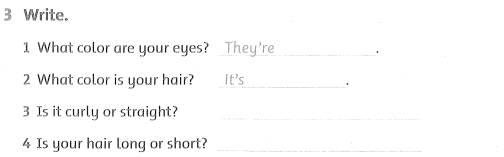 3 Write.
1 What color are your eyes? They're .
2 What color is your hair? It's .
3 Is it curly or straight?
4 Is your hair long or short?